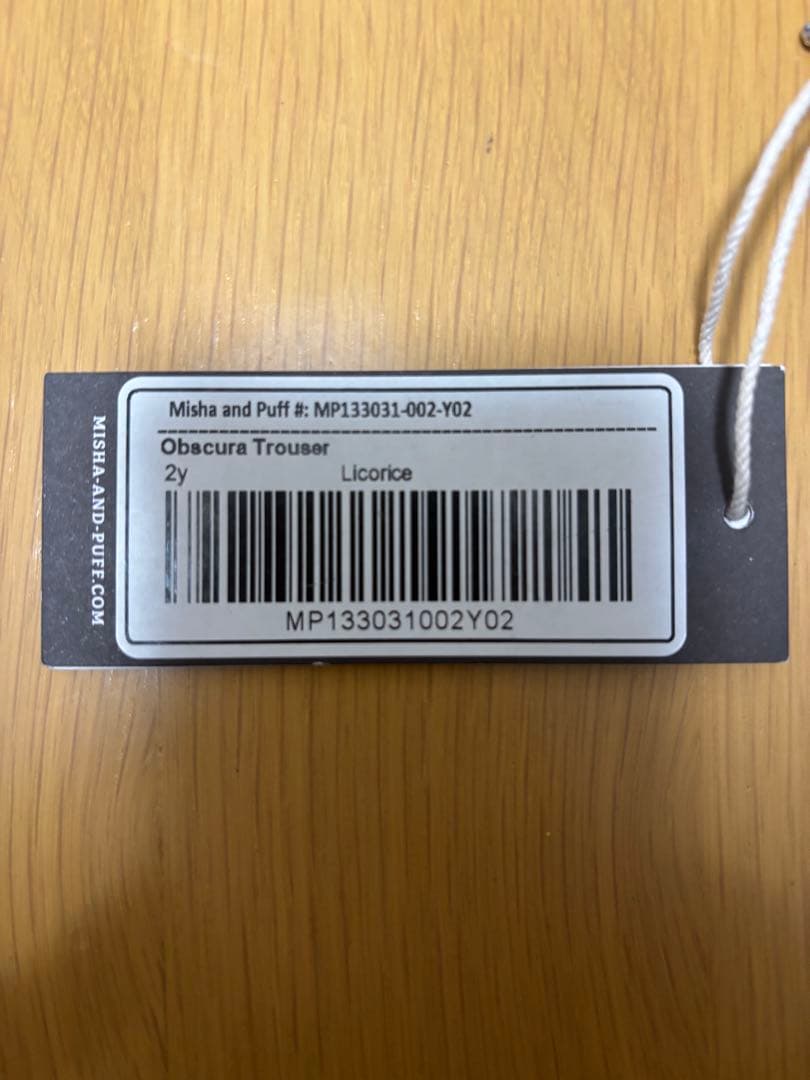 Misha and Puff #: MP133031-002-Y02
Obscura Trouser
2y Licorice
MP133031002Y02
MISHA-AND-PUFF.COM